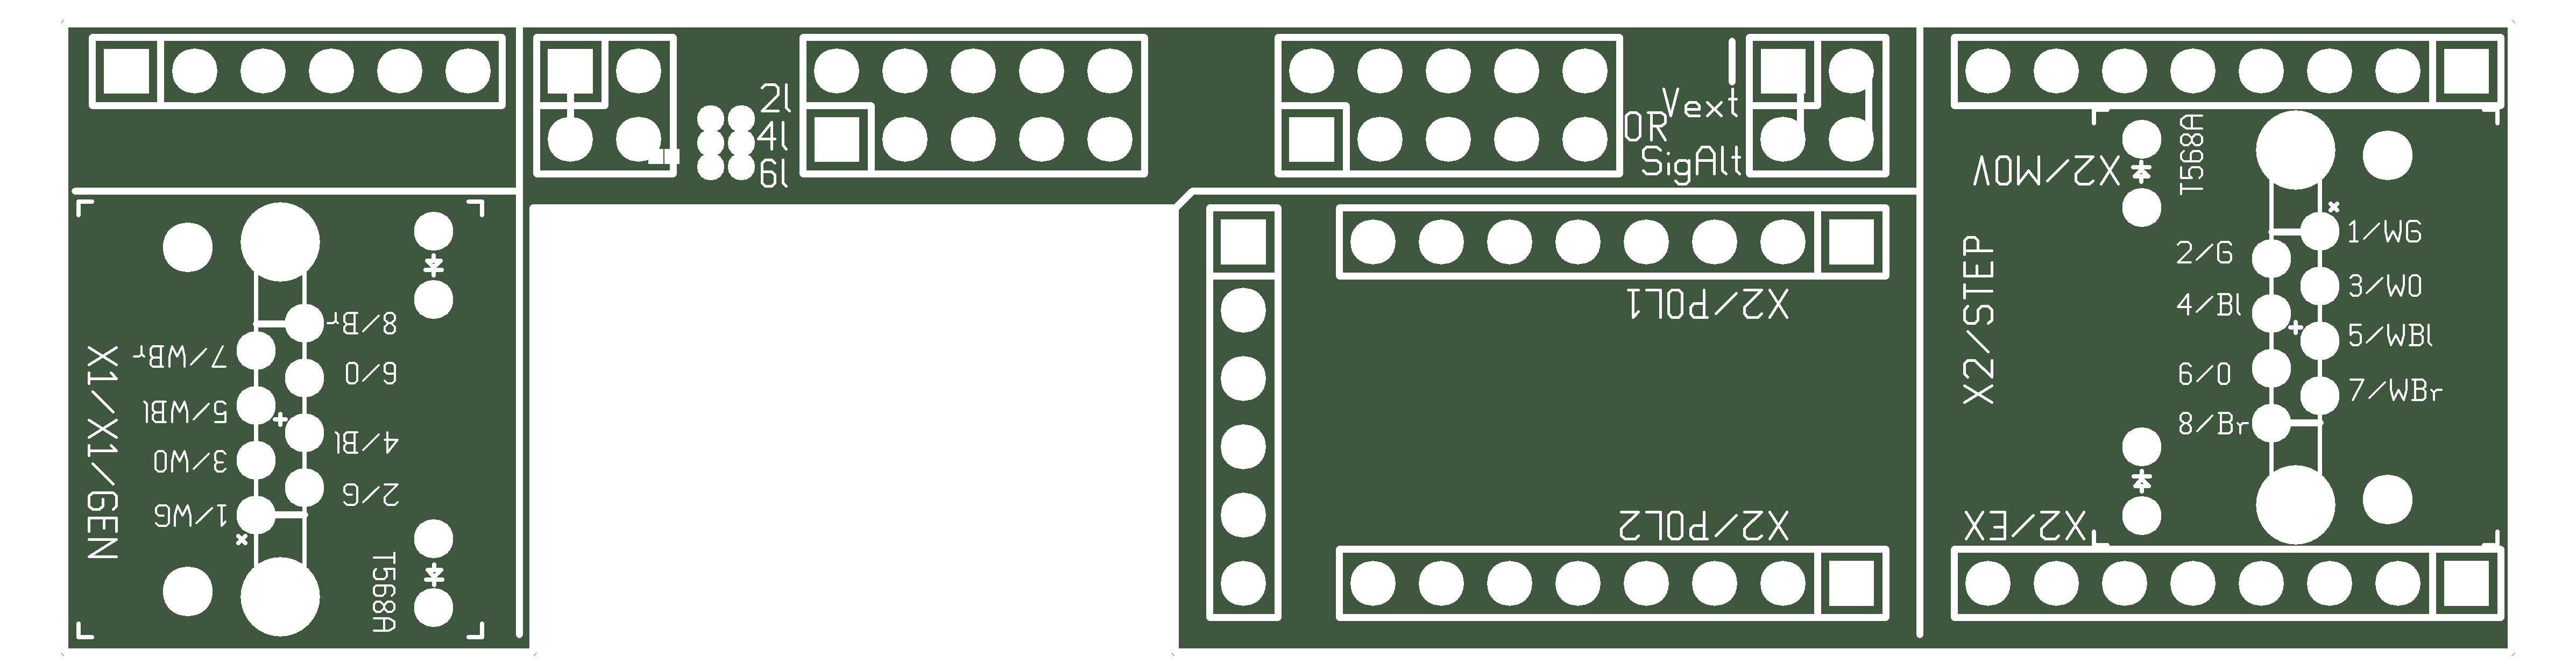 2l
4l
6l
Vext
OR
SigAlt
8/Br
7/WBr
6/O
5/WBl
4/Bl
3/WO
2/G
1/WG
X1/X1/GEN
T568A
X2/POL1
X2/POL2
X2/MOV
T568A
X2/STEP
1/WG
2/G
3/WO
4/Bl
5/WBl
6/O
7/WBr
8/Br
X2/EX